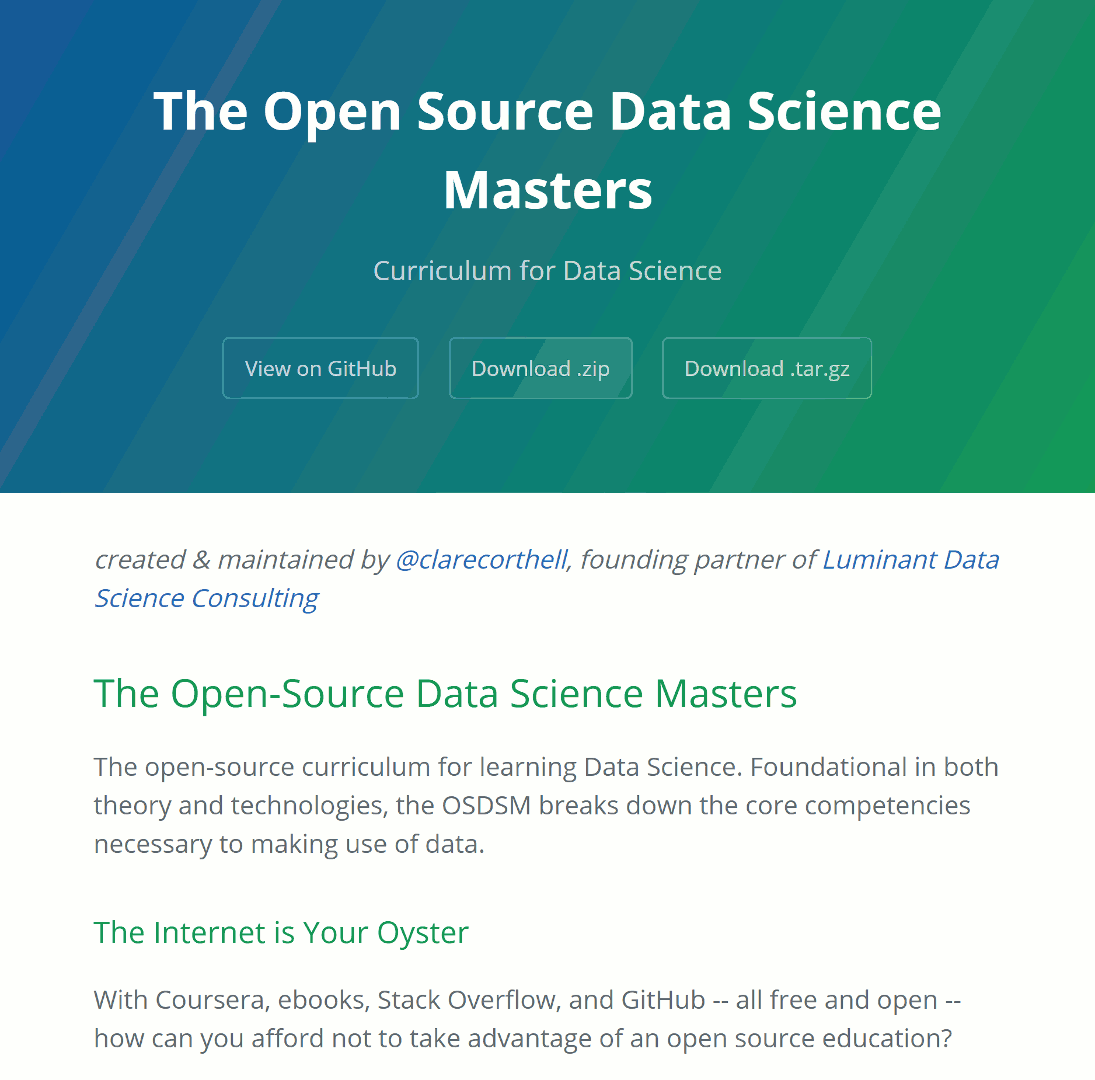 The Open Source Data Science
Masters
Curriculum for Data Science
View on GitHub
Download .zip
Download .tar.gz
created & maintained by @clarecorthell, founding partner of Luminant Data
Science Consulting
The Open-Source Data Science Masters
The open-source curriculum for learning Data Science. Foundational in both
theory and technologies, the OSDSM breaks down the core competencies
necessary to making use of data.
The Internet is Your Oyster
With Coursera, ebooks, Stack Overflow, and GitHub -- all free and open --
how can you afford not to take advantage of an open source education?